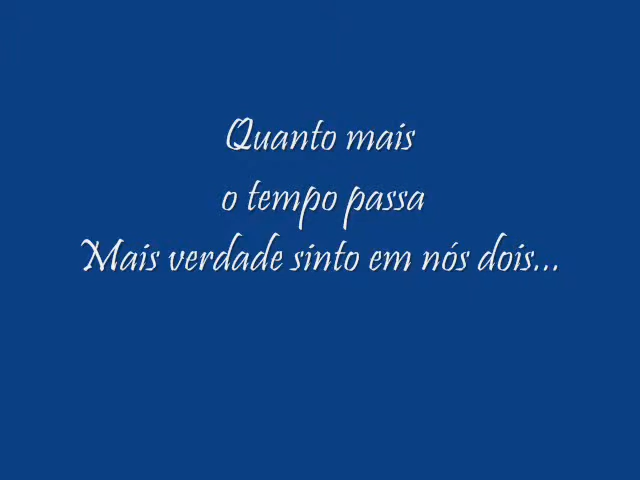 Quanto mais
o tempo passa
Mais verdade sinto em nós dois...